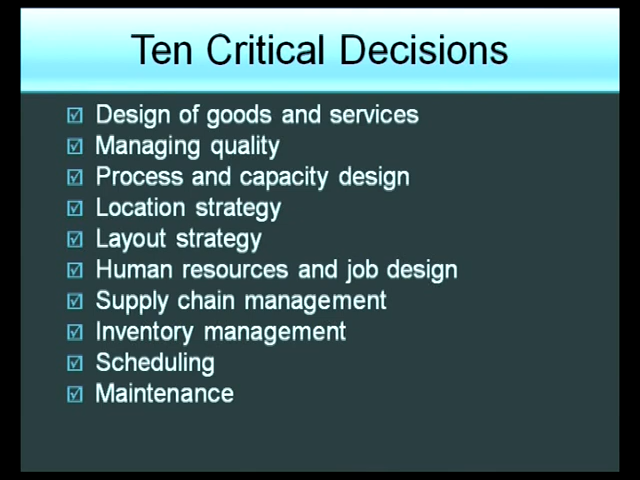 Ten Critical Decisions
Design of goods and services
Managing quality
Process and capacity design
Location strategy
Layout strategy
Human resources and job design
Supply chain management
Inventory management
Scheduling
Maintenance